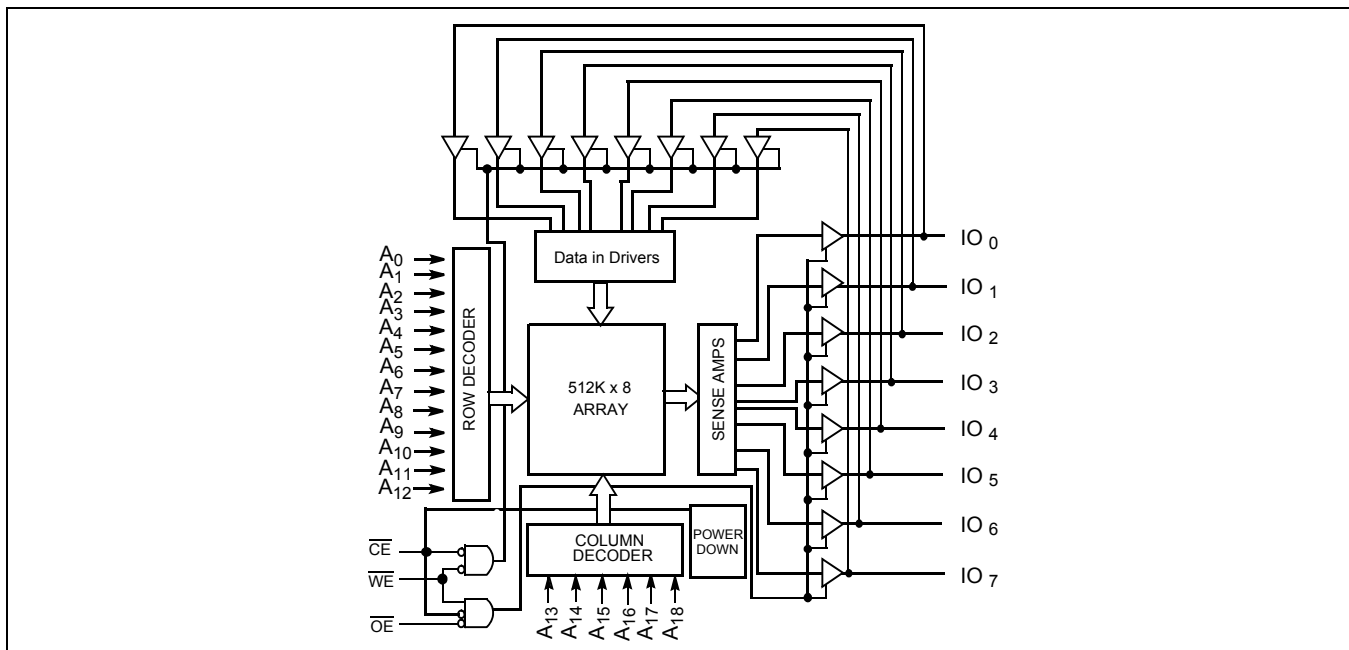 Data in Drivers
A0
A1
A2
A3
A4
A5
A6
A7
A8
A9
A10
A11
A12
ROW DECODER
512K x 8
ARRAY
SENSE AMPS
IO 0
IO 1
IO 2
IO 3
IO 4
IO 5
IO 6
IO 7
COLUMN
DECODER
POWER
DOWN
CE
WE
OE
A13
A14
A15
A16
A17
A18